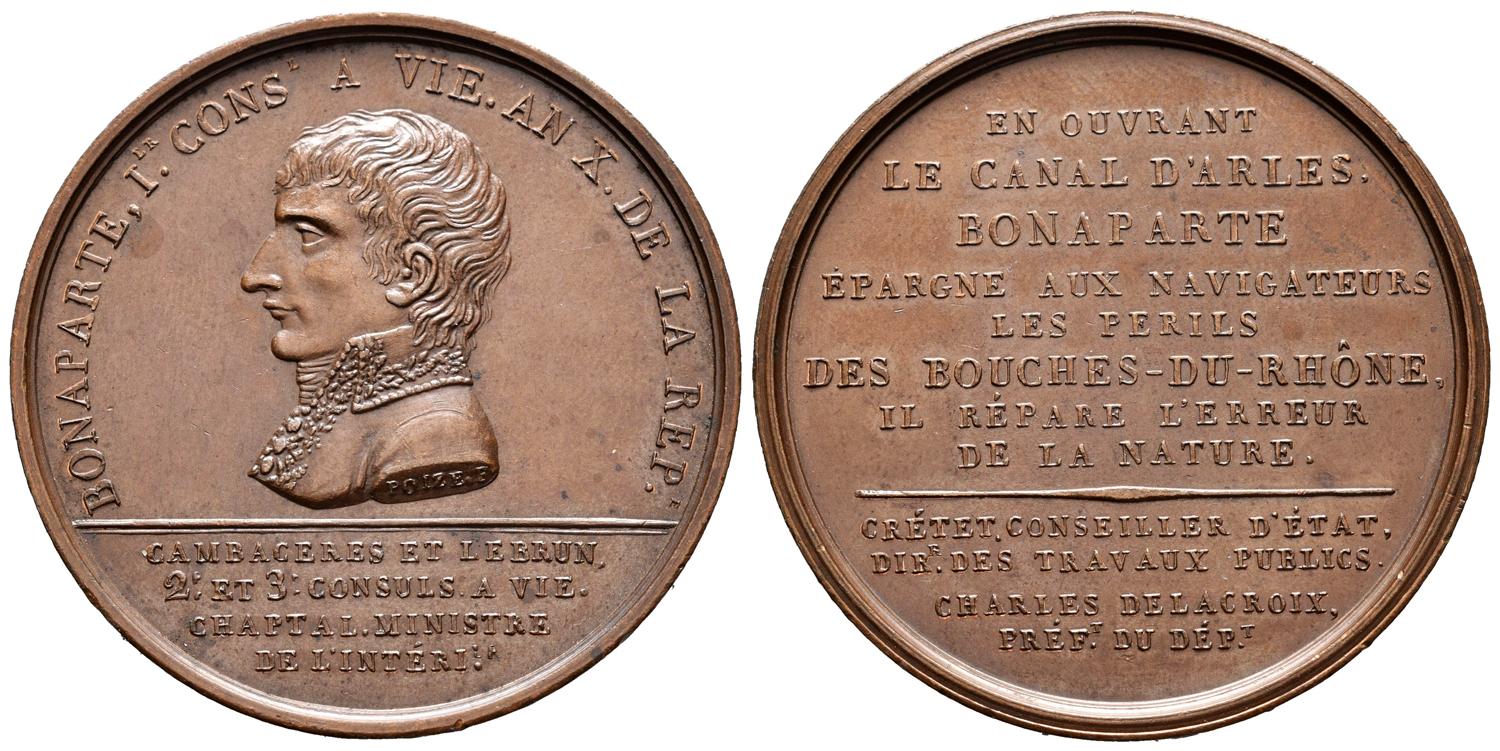 BONAPARTE, I.ER CONS.L A VIE. AN X. DE LA REP.E
POIZE. F
CAMBACERES ET LEBRUN,
2.E ET 3.E CONSULS. A VIE.
CHAPTAL. MINISTRE
DE L'INTÉRI.R
EN OUVRANT
LE CANAL D'ARLES.
BONAPARTE
ÉPARGNE AUX NAVIGATEURS
LES PERILS
DES BOUCHES-DU-RHÔNE,
IL RÉPARE L'ERREUR
DE LA NATURE.
CRÉTET, CONSEILLER D'ÉTAT,
DIR.R DES TRAVAUX PUBLICS.
CHARLES DELACROIX,
PRÉF.T DU DÉP.T